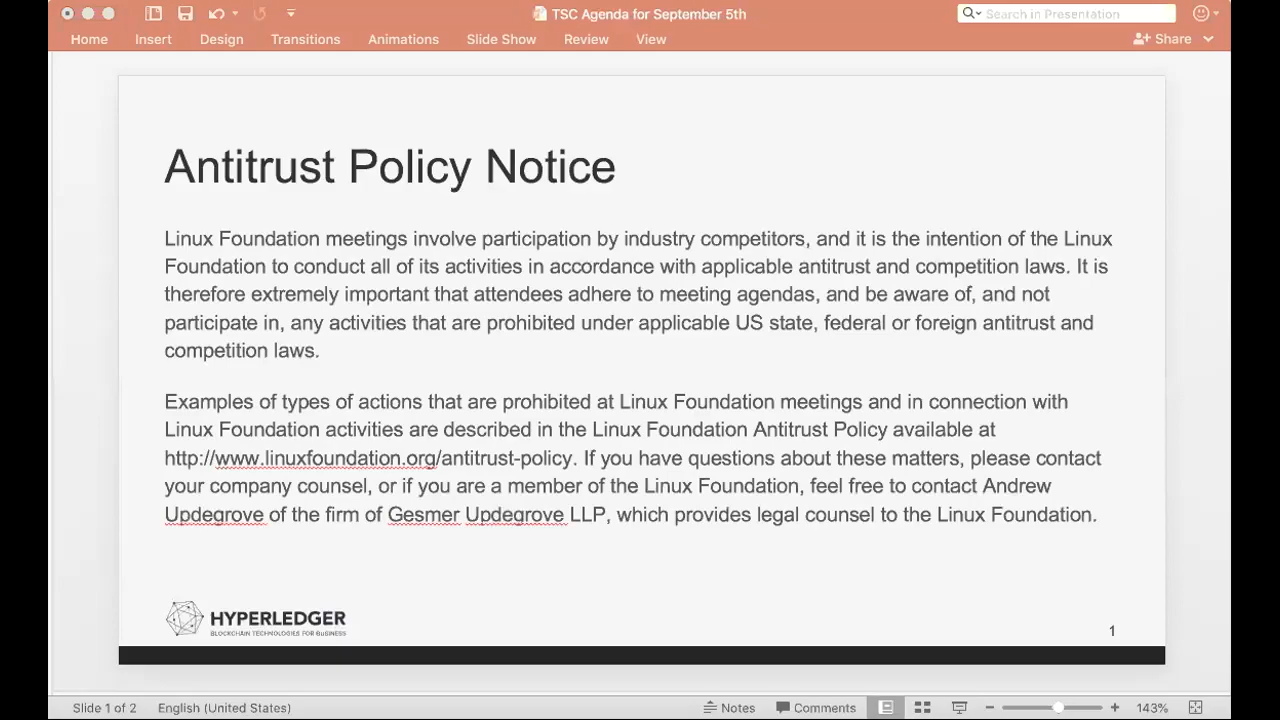 TSC Agenda for September 5th
Search in Presentation
Home Insert Design Transitions Animations Slide Show Review View Share
Antitrust Policy Notice
Linux Foundation meetings involve participation by industry competitors, and it is the intention of the Linux
Foundation to conduct all of its activities in accordance with applicable antitrust and competition laws. It is
therefore extremely important that attendees adhere to meeting agendas, and be aware of, and not
participate in, any activities that are prohibited under applicable US state, federal or foreign antitrust and
competition laws.
Examples of types of actions that are prohibited at Linux Foundation meetings and in connection with
Linux Foundation activities are described in the Linux Foundation Antitrust Policy available at
http://www.linuxfoundation.org/antitrust-policy. If you have questions about these matters, please contact
your company counsel, or if you are a member of the Linux Foundation, feel free to contact Andrew
Updegrove of the firm of Gesmer Updegrove LLP, which provides legal counsel to the Linux Foundation.
HYPERLEDGER
BLOCKCHAIN TECHNOLOGIES FOR BUSINESS
1
Slide 1 of 2 English (United States) Notes Comments 143%